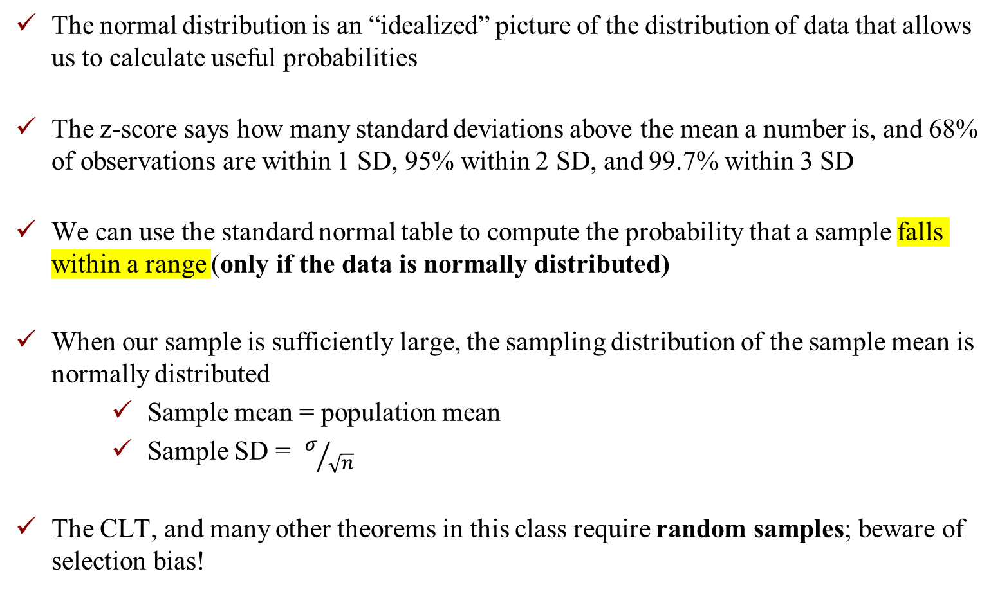 ✓ The normal distribution is an “idealized” picture of the distribution of data that allows
us to calculate useful probabilities
✓ The z-score says how many standard deviations above the mean a number is, and 68%
of observations are within 1 SD, 95% within 2 SD, and 99.7% within 3 SD
✓ We can use the standard normal table to compute the probability that a sample falls
within a range (only if the data is normally distributed)
✓ When our sample is sufficiently large, the sampling distribution of the sample mean is
normally distributed
✓ Sample mean = population mean
✓ Sample SD = σ/√n
✓ The CLT, and many other theorems in this class require random samples; beware of
selection bias!